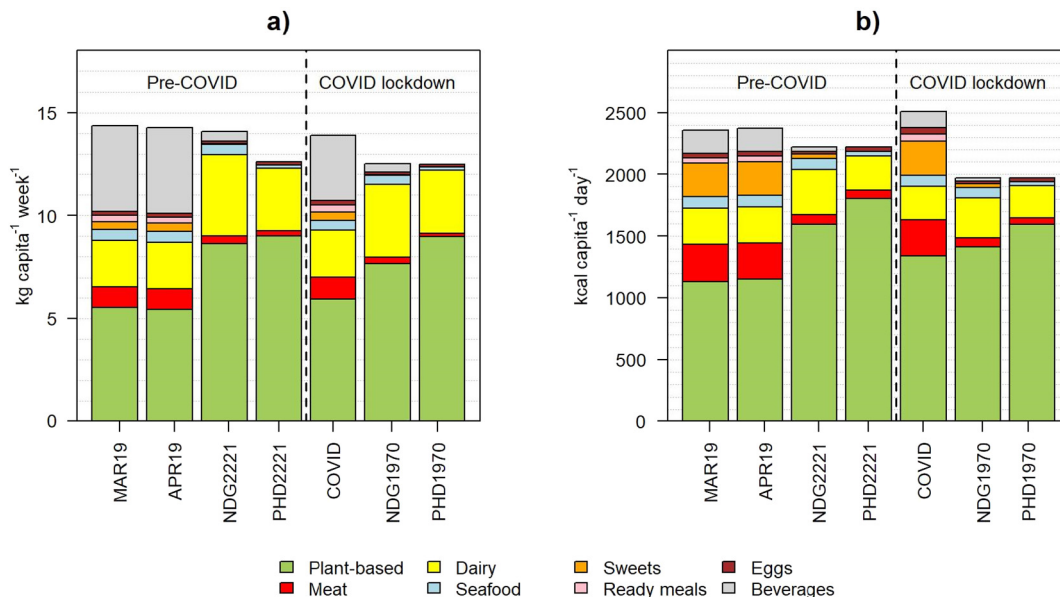 a)
Pre-COVID
COVID lockdown
kg capita⁻¹ week⁻¹
15
10
5
0
MAR19
APR19
NDG2221
PHD2221
COVID
NDG1970
PHD1970
b)
Pre-COVID
COVID lockdown
kcal capita⁻¹ day⁻¹
2500
2000
1500
1000
500
0
MAR19
APR19
NDG2221
PHD2221
COVID
NDG1970
PHD1970
Plant-based Dairy Sweets Eggs
Meat Seafood Ready meals Beverages